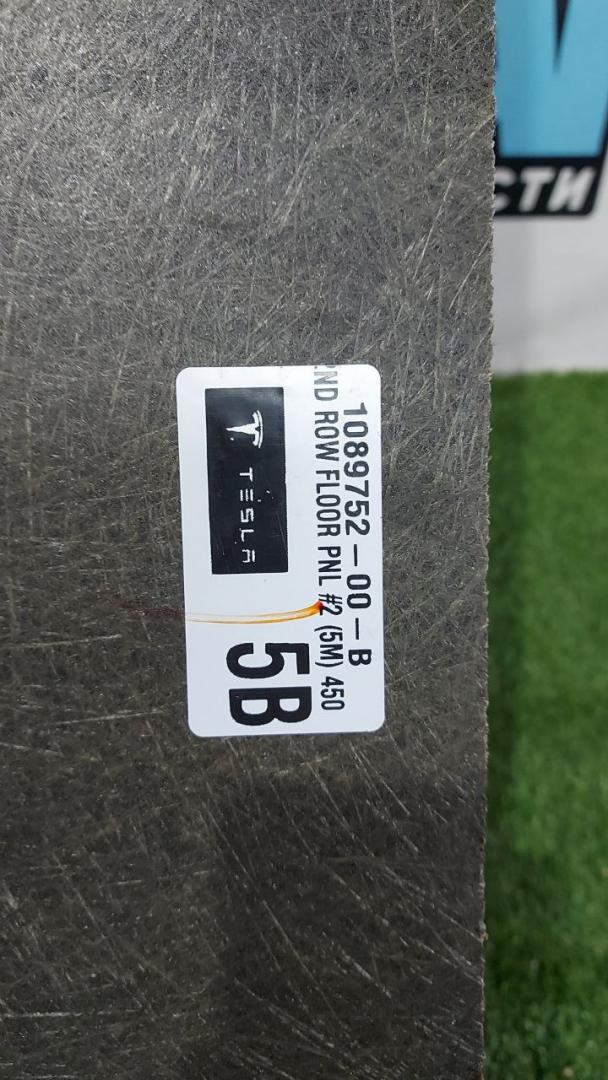 СТИ
1089752-00-B
2ND ROW FLOOR PNL #2 (5M) 450
TESLA
5B